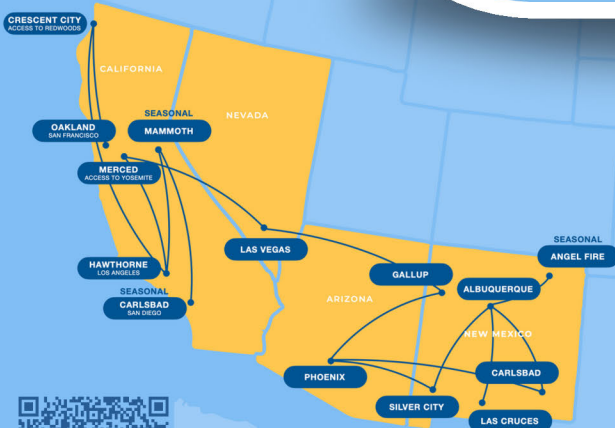 CRESCENT CITY
ACCESS TO REDWOODS
CALIFORNIA
NEVADA
OAKLAND
SAN FRANCISCO
SEASONAL
MAMMOTH
MERCED
ACCESS TO YOSEMITE
LAS VEGAS
HAWTHORNE
LOS ANGELES
SEASONAL
CARLSBAD
SAN DIEGO
SEASONAL
ANGEL FIRE
GALLUP
ALBUQUERQUE
ARIZONA
NEW MEXICO
PHOENIX
CARLSBAD
SILVER CITY
LAS CRUCES